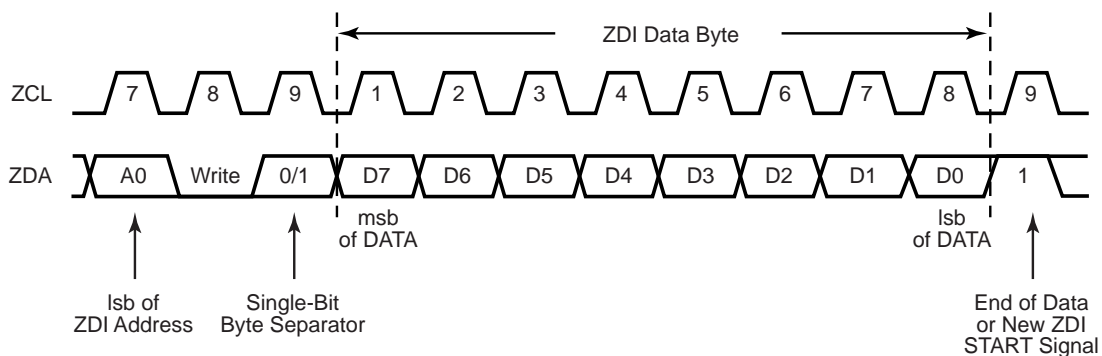 ZDI Data Byte
ZCL 7 8 9 1 2 3 4 5 6 7 8 9
ZDA A0 Write 0/1 D7 D6 D5 D4 D3 D2 D1 D0 1
msb
of DATA
lsb
of DATA
lsb of
ZDI Address
Single-Bit
Byte Separator
End of Data
or New ZDI
START Signal